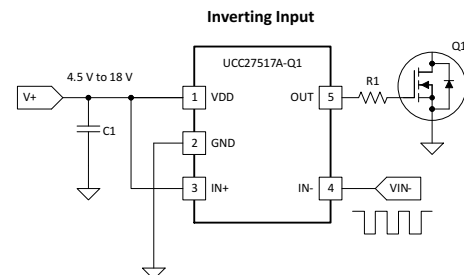 Inverting Input
Q1
UCC27517A-Q1
4.5 V to 18 V
R1
V+
1
VDD
OUT
5
C1
2
GND
3
IN+
IN-
4
VIN-